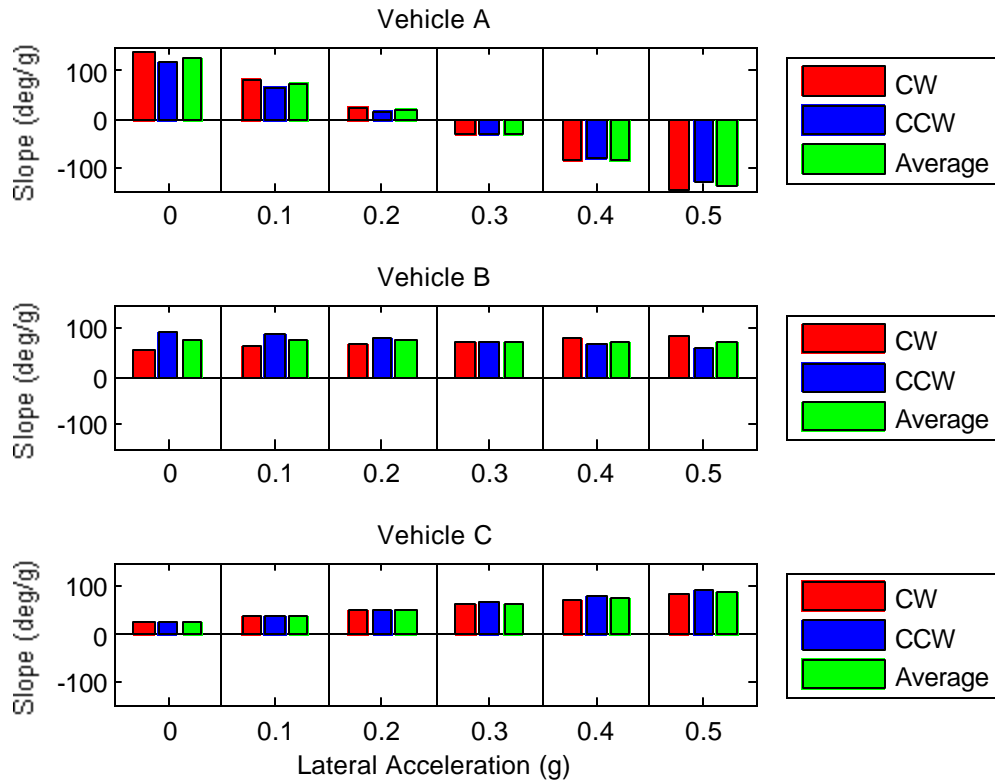 Vehicle A
Slope (deg/g)
100
0
-100
0 0.1 0.2 0.3 0.4 0.5
CW
CCW
Average
Vehicle B
Slope (deg/g)
100
0
-100
0 0.1 0.2 0.3 0.4 0.5
CW
CCW
Average
Vehicle C
Slope (deg/g)
100
0
-100
0 0.1 0.2 0.3 0.4 0.5
Lateral Acceleration (g)
CW
CCW
Average